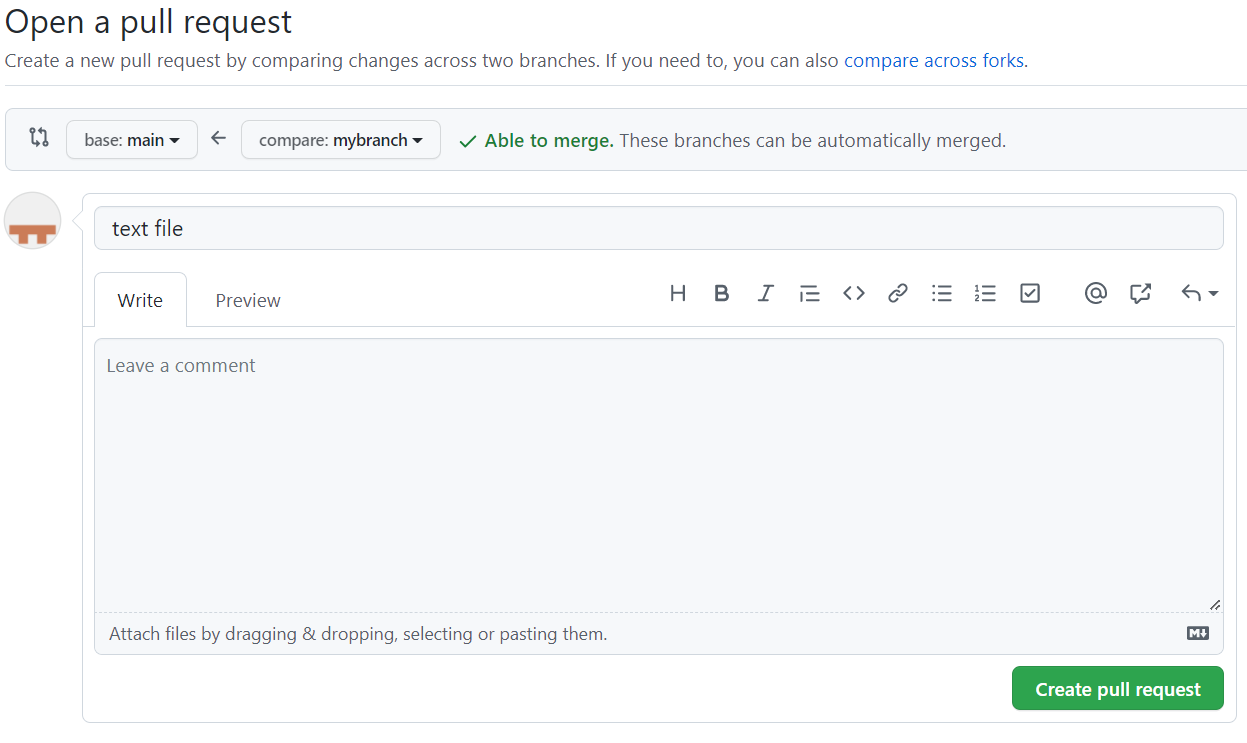 Open a pull request
Create a new pull request by comparing changes across two branches. If you need to, you can also compare across forks.
base: main compare: mybranch Able to merge. These branches can be automatically merged.
text file
Write Preview
Leave a comment
Attach files by dragging & dropping, selecting or pasting them.
Create pull request